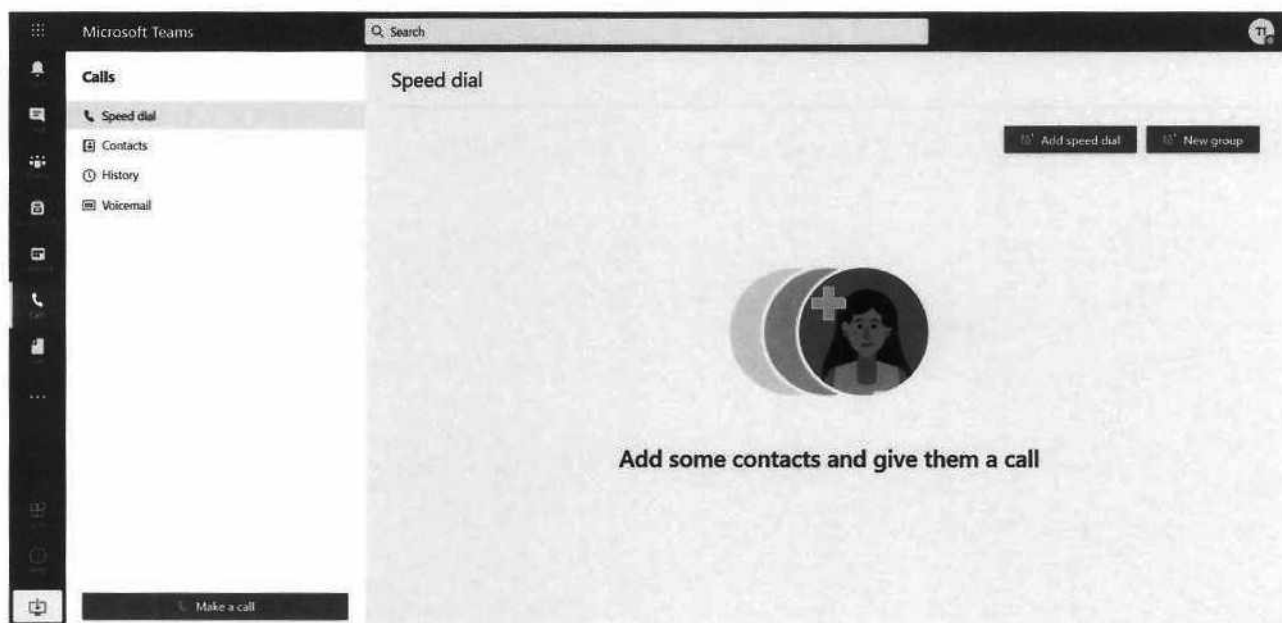 Microsoft Teams
Search
TI
Calls
Speed dial
Contacts
History
Voicemail
Make a call
Speed dial
Add speed dial
New group
Add some contacts and give them a call